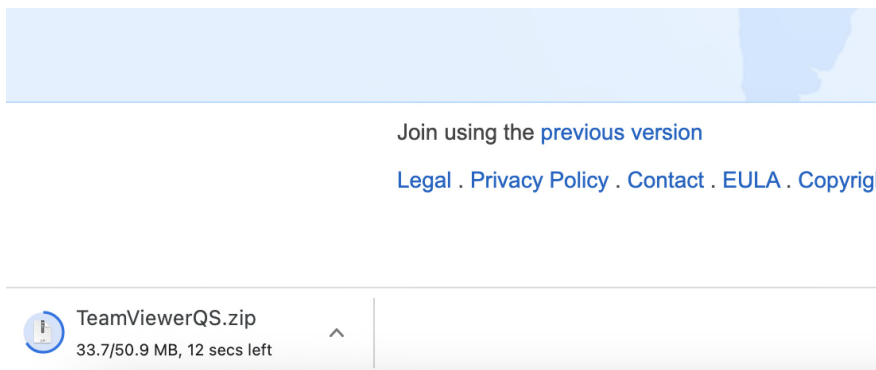 Join using the previous version
Legal . Privacy Policy . Contact . EULA .
TeamViewerQS.zip
33.7/50.9 MB, 12 secs left